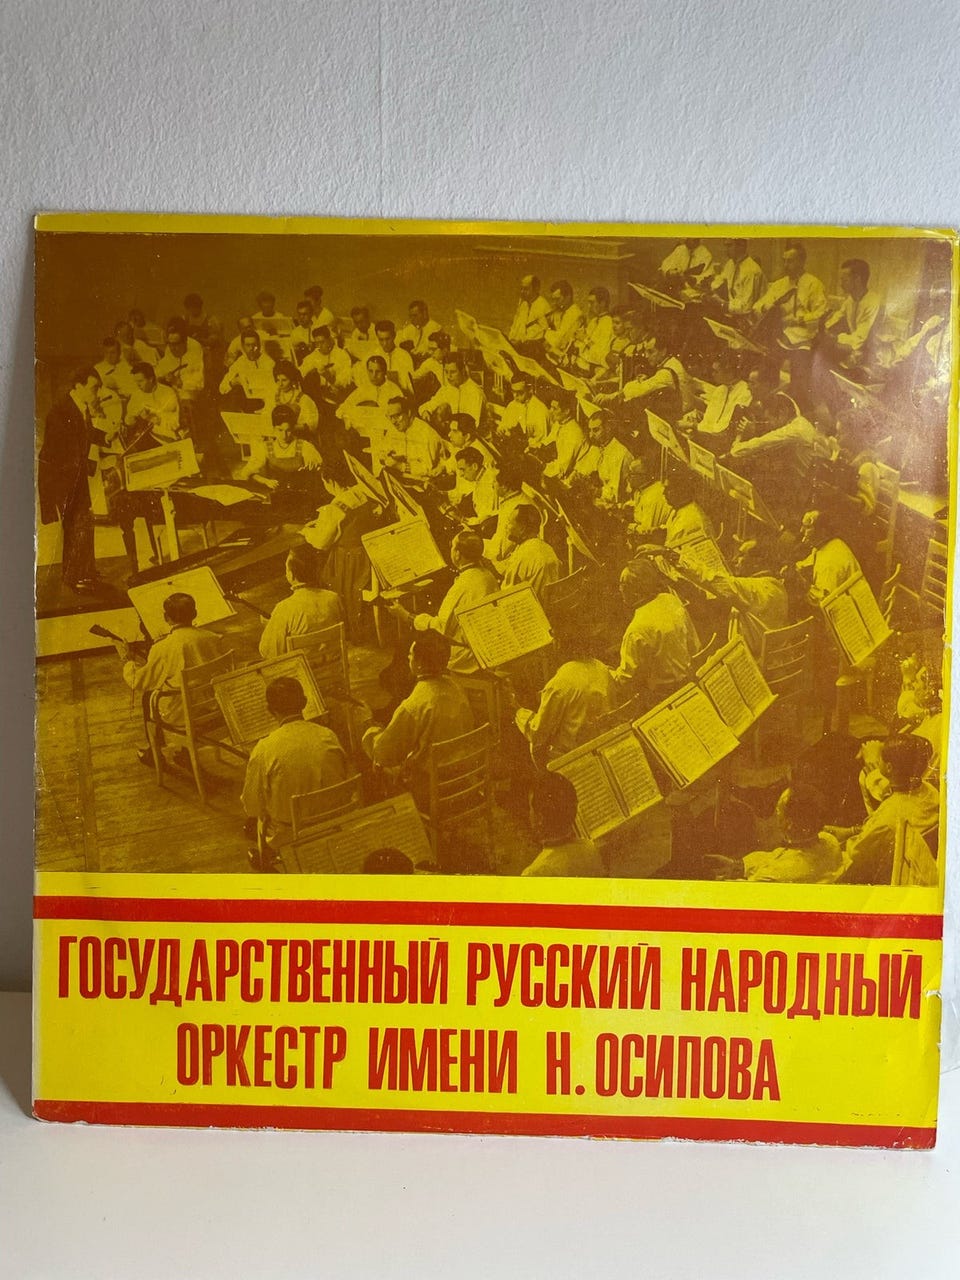 ГОСУДАРСТВЕННЫЙ РУССКИЙ НАРОДНЫЙ
ОРКЕСТР ИМЕНИ Н. ОСИПОВА